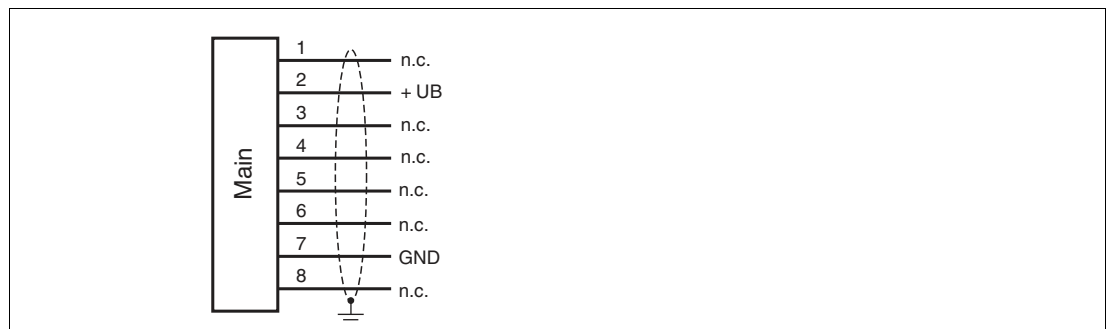 Main
1 n.c.
2 + UB
3 n.c.
4 n.c.
5 n.c.
6 n.c.
7 GND
8 n.c.